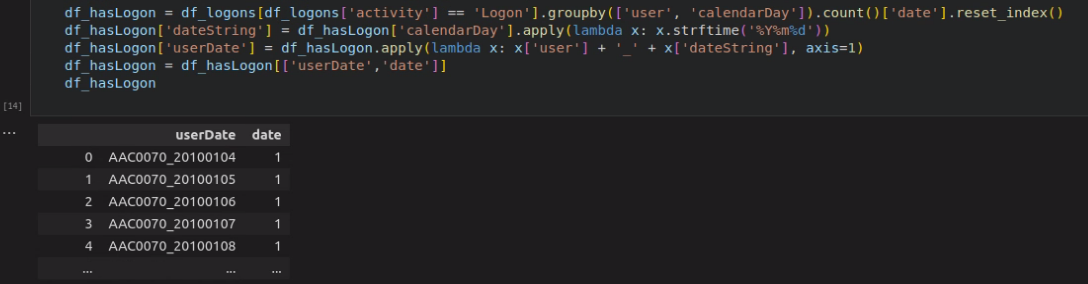 df_hasLogon = df_logons[df_logons['activity'] == 'Logon'].groupby(['user', 'calendarDay']).count()['date'].reset_index()
df_hasLogon['dateString'] = df_hasLogon['calendarDay'].apply(lambda x: x.strftime('%Y%m%d'))
df_hasLogon['userDate'] = df_hasLogon.apply(lambda x: x['user'] + '_' + x['dateString'], axis=1)
df_hasLogon = df_hasLogon[['userDate','date']]
df_hasLogon
[14]
...
userDate date
0 AAC0070_20100104 1
1 AAC0070_20100105 1
2 AAC0070_20100106 1
3 AAC0070_20100107 1
4 AAC0070_20100108 1
... ... ...